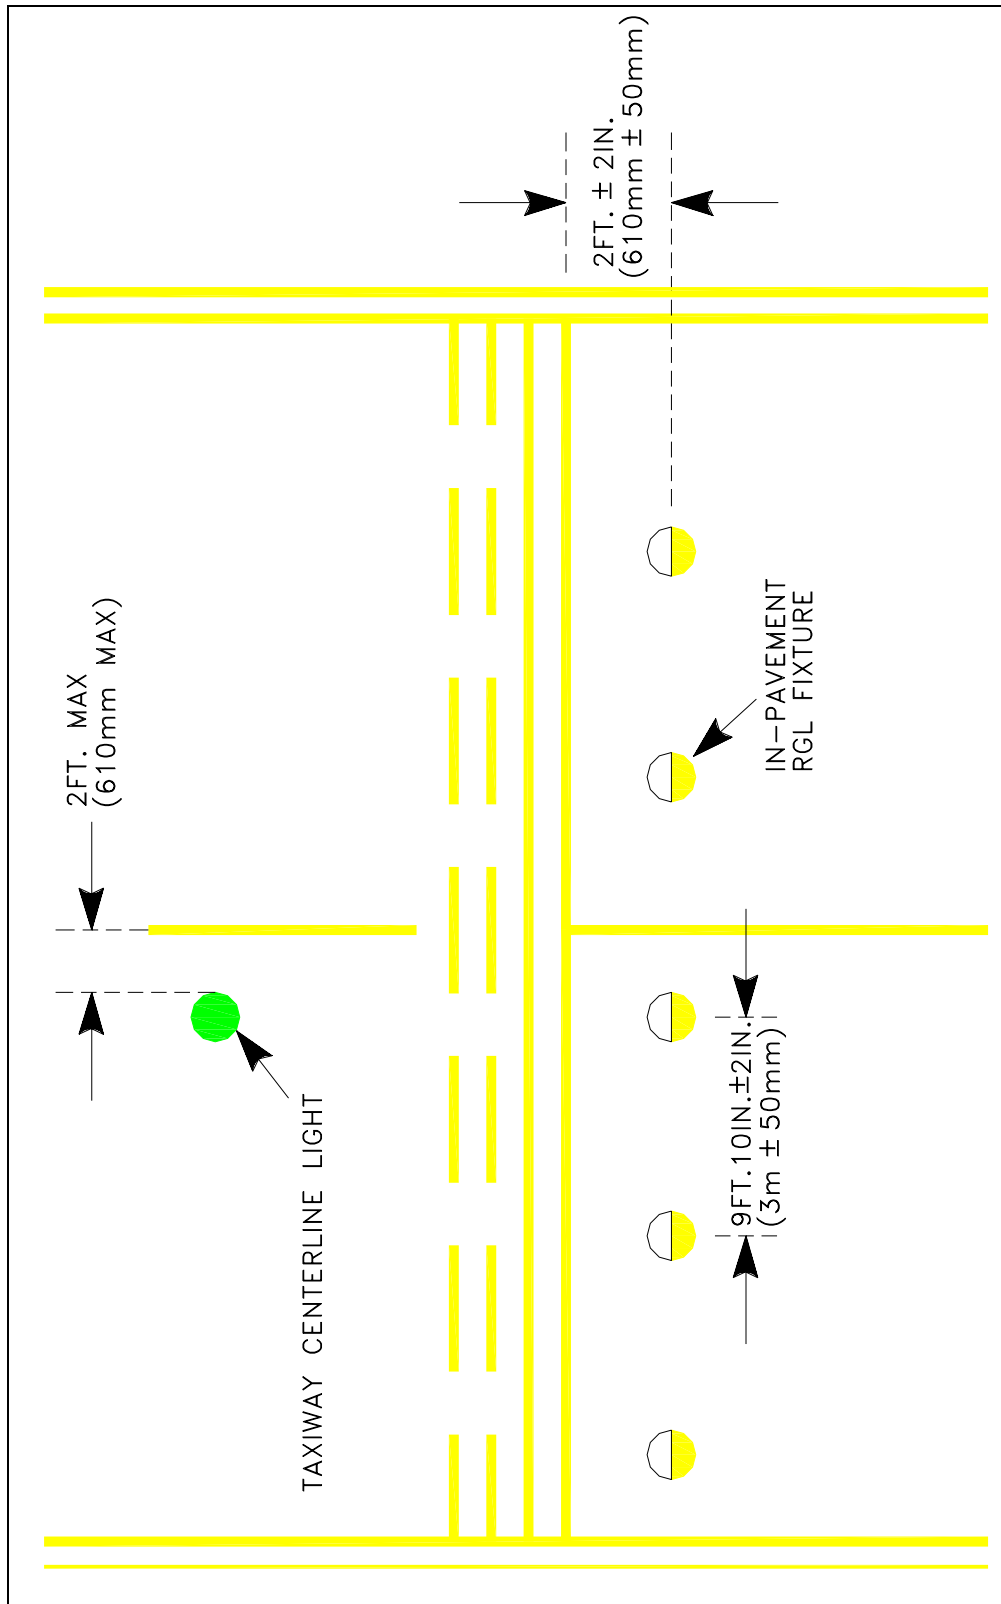 2FT. ± 2IN.
(610mm ± 50mm)
2FT. MAX
(610mm MAX)
IN-PAVEMENT
RGL FIXTURE
9FT.10IN.±2IN.
(3m ± 50mm)
TAXIWAY CENTERLINE LIGHT